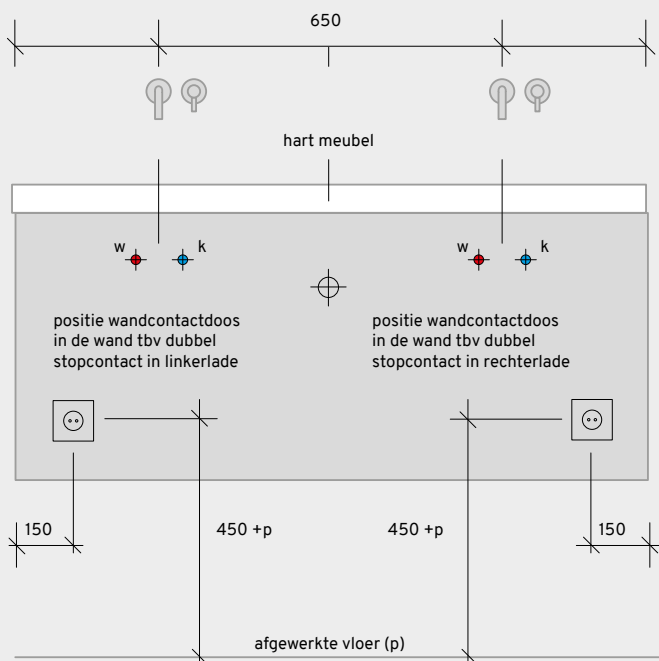 650
hart meubel
w
k
w
k
positie wandcontactdoos
in de wand tbv dubbel
stopcontact in linkerlade
positie wandcontactdoos
in de wand tbv dubbel
stopcontact in rechterlade
150
450 +p
450 +p
150
afgewerkte vloer (p)